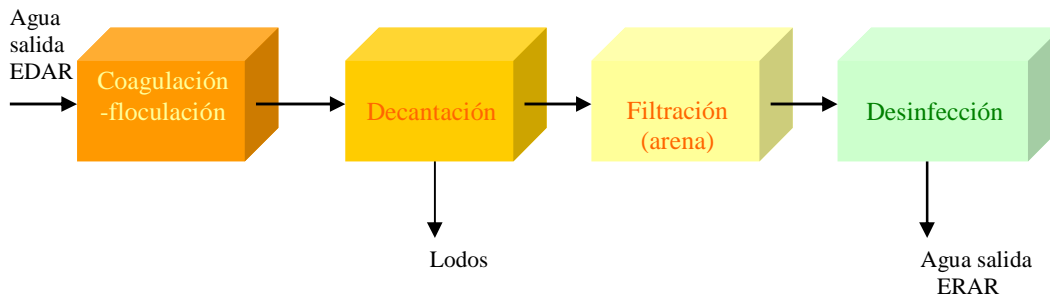 Agua
salida
EDAR
Coagulación
-floculación
Decantación
Filtración
(arena)
Desinfección
Lodos
Agua salida
ERAR